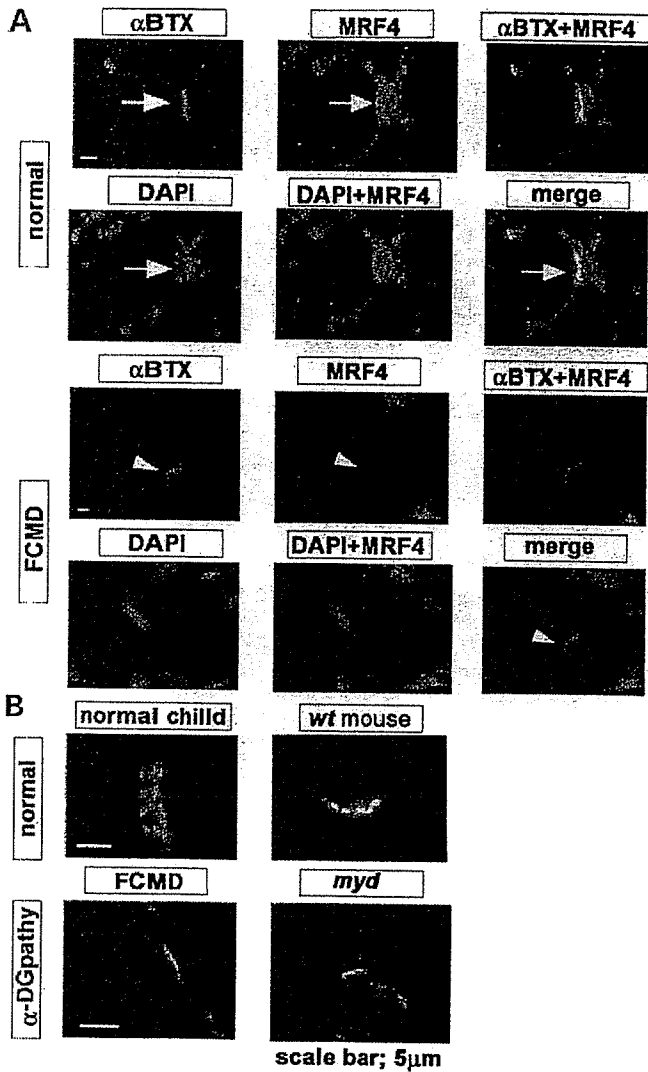 A
αBTX MRF4 αBTX+MRF4
normal
DAPI DAPI+MRF4 merge
αBTX MRF4 αBTX+MRF4
FCMD
DAPI DAPI+MRF4 merge
B
normal chilld wt mouse
normal
FCMD myd
α-DGpathy
scale bar; 5μm